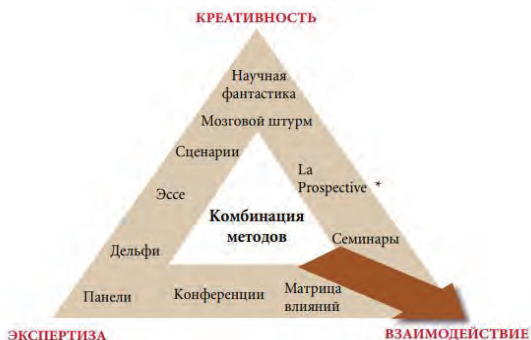 КРЕАТИВНОСТЬ
Научная
фантастика
Мозговой штурм
Сценарии
La
Prospective *
Эссе
Комбинация
методов
Семинары
Дельфи
Матрица
влияний
Конференции
Панели
ЭКСПЕРТИЗА
ВЗАИМОДЕЙСТВИЕ